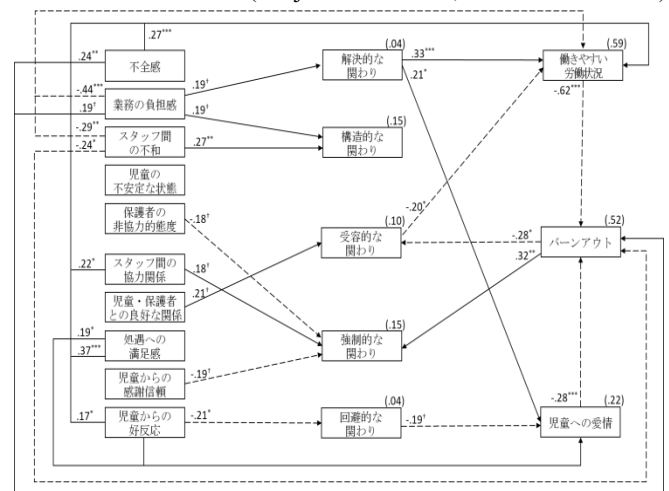 .27***
.24**
不全感
-.44***
.19†
業務の負担感
-.29**
-.24*
スタッフ間
の不和
児童の
不安定な状態
保護者の
非協力的態度
.22*
スタッフ間の
協力関係
児童・保護者
との良好な関係
.19*
.37***
処遇への
満足感
児童からの
感謝信頼
.17*
児童からの
好反応
.19†
.19†
.27**
-.18†
-.18†
.21†
-.19†
-.21*
(.04)
解決的な
関わり
(.15)
構造的な
関わり
(.10)
受容的な
関わり
(.15)
強制的な
関わり
(.04)
回避的な
関わり
.33***
.21*
-.20*
-.28*
.32**
-.19†
(.59)
働きやすい
労働状況
-.62***
(.52)
バーンアウト
-.28***
(.22)
児童への愛情